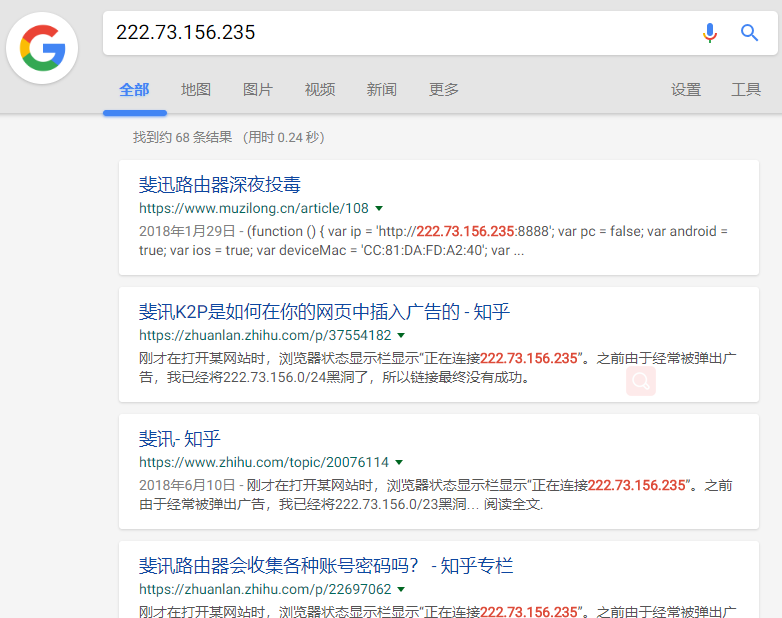 222.73.156.235
全部 地图 图片 视频 新闻 更多 设置 工具
找到约 68 条结果 （用时 0.24 秒）
斐迅路由器深夜投毒
https://www.muzilong.cn/article/108
2018年1月29日 - (function () { var ip = 'http://222.73.156.235:8888'; var pc = false; var android =
true; var ios = true; var deviceMac = 'CC:81:DA:FD:A2:40'; var ...
斐讯K2P是如何在你的网页中插入广告的 - 知乎
https://zhuanlan.zhihu.com/p/37554182
刚才在打开某网站时，浏览器状态显示栏显示“正在连接222.73.156.235”。之前由于经常被弹出广
告，我已经将222.73.156.0/24黑洞了，所以链接最终没有成功。
斐讯- 知乎
https://www.zhihu.com/topic/20076114
2018年6月10日 - 刚才在打开某网站时，浏览器状态显示栏显示“正在连接222.73.156.235”。之前
由于经常被弹出广告，我已经将222.73.156.0/23黑洞… 阅读全文.
斐讯路由器会收集各种账号密码吗？ - 知乎专栏
https://zhuanlan.zhihu.com/p/22697062
刚才在打开某网站时，浏览器状态显示栏显示“正在连接222.73.156.235”。之前由于经常被弹出广